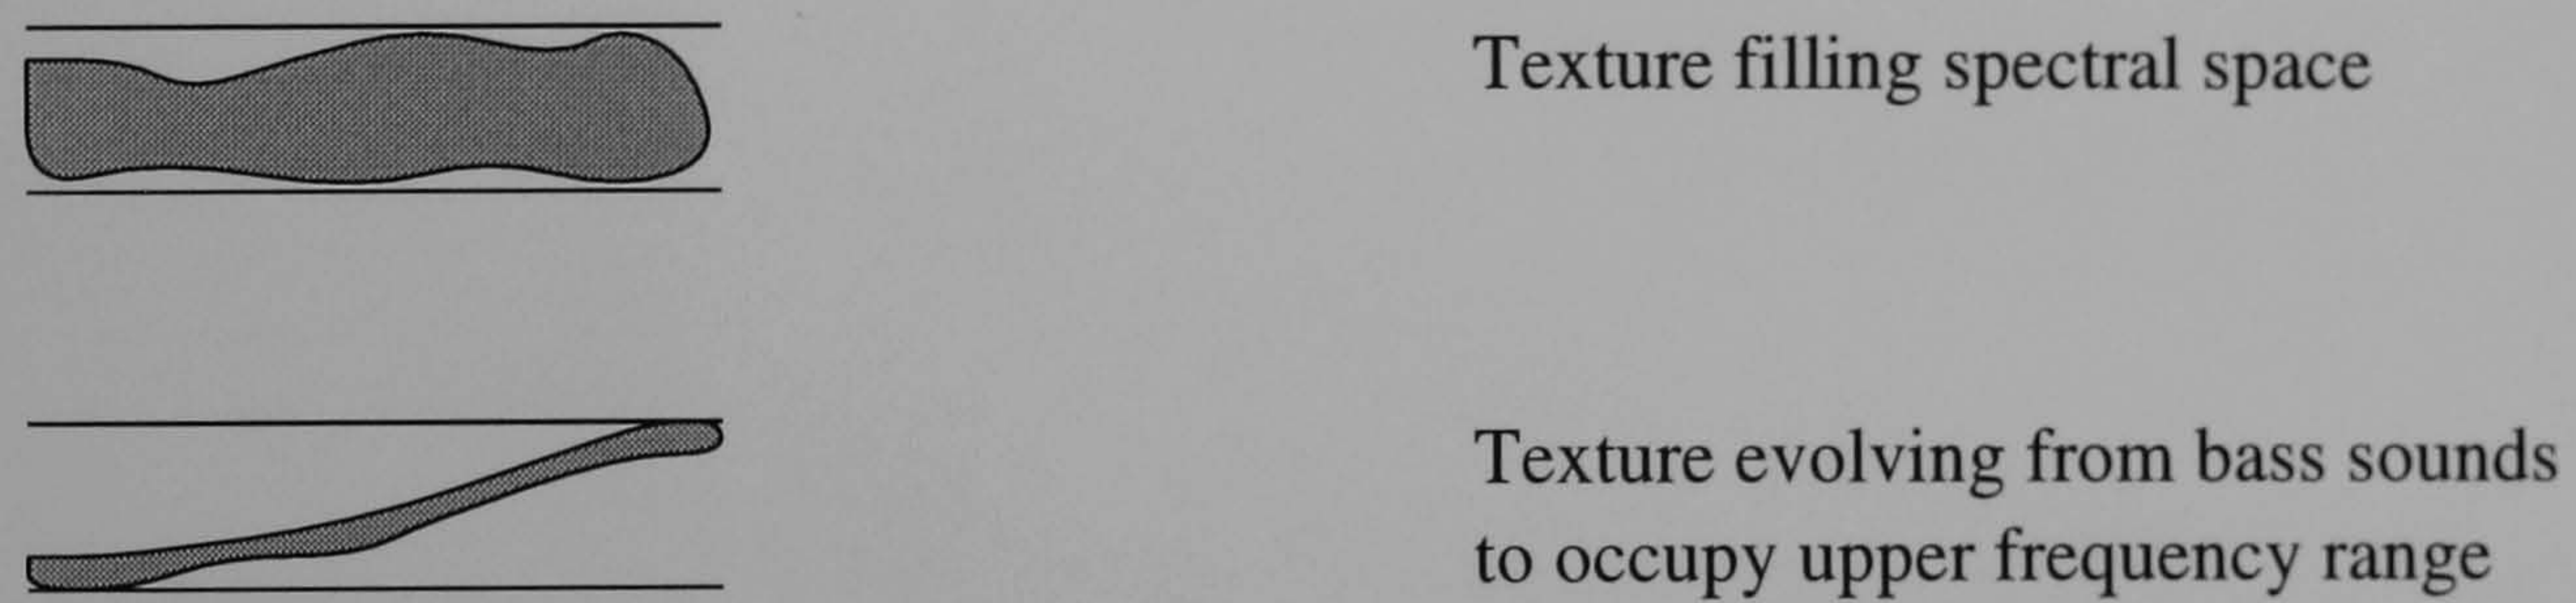 Texture filling spectral space
Texture evolving from bass sounds
to occupy upper frequency range